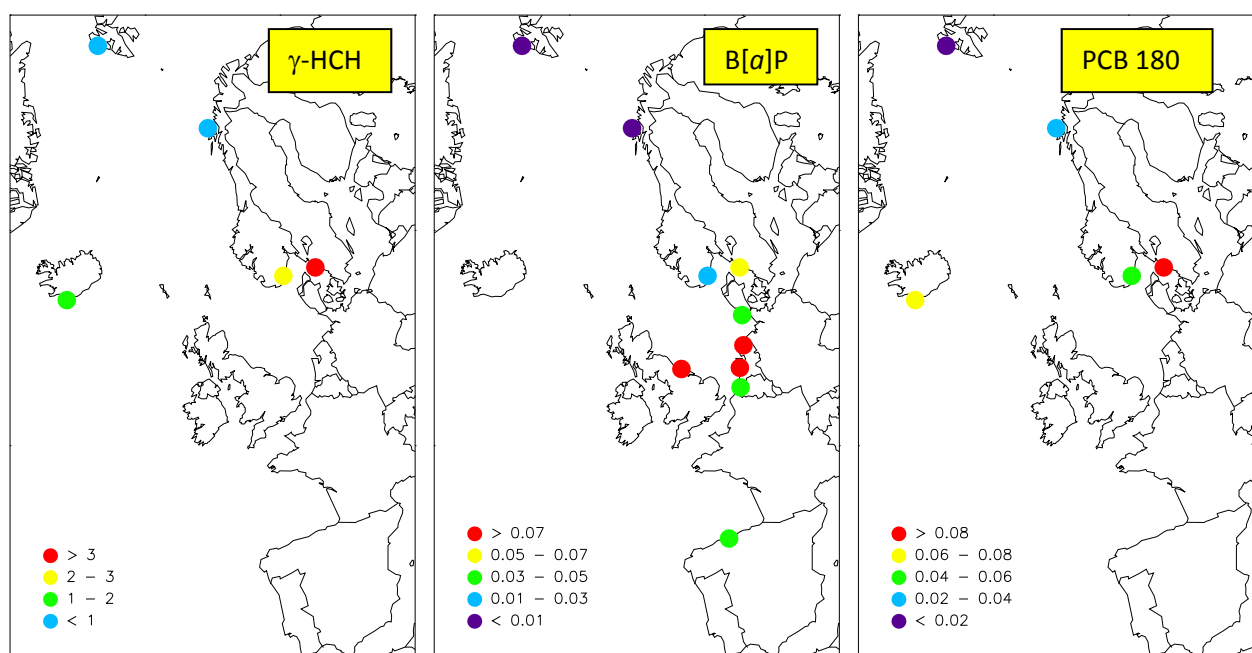 γ-HCH
> 3
2 – 3
1 – 2
< 1
B[a]P
> 0.07
0.05 – 0.07
0.03 – 0.05
0.01 – 0.03
< 0.01
PCB 180
> 0.08
0.06 – 0.08
0.04 – 0.06
0.02 – 0.04
< 0.02